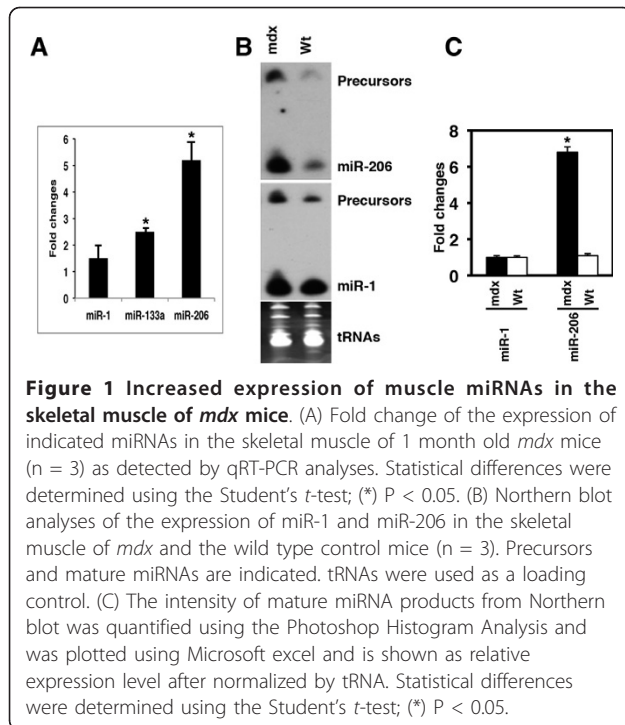 A
Fold changes
6
5
4
3
2
1
0
*
*
miR-1 miR-133a miR-206
B
mdx Wt
Precursors
miR-206
Precursors
miR-1
tRNAs
C
Fold changes
8
6
4
2
0
*
mdx Wt mdx Wt
miR-1 miR-206
Figure 1 Increased expression of muscle miRNAs in the
skeletal muscle of mdx mice. (A) Fold change of the expression of
indicated miRNAs in the skeletal muscle of 1 month old mdx mice
(n = 3) as detected by qRT-PCR analyses. Statistical differences were
determined using the Student's t-test; (*) P < 0.05. (B) Northern blot
analyses of the expression of miR-1 and miR-206 in the skeletal
muscle of mdx and the wild type control mice (n = 3). Precursors
and mature miRNAs are indicated. tRNAs were used as a loading
control. (C) The intensity of mature miRNA products from Northern
blot was quantified using the Photoshop Histogram Analysis and
was plotted using Microsoft excel and is shown as relative
expression level after normalized by tRNA. Statistical differences
were determined using the Student's t-test; (*) P < 0.05.